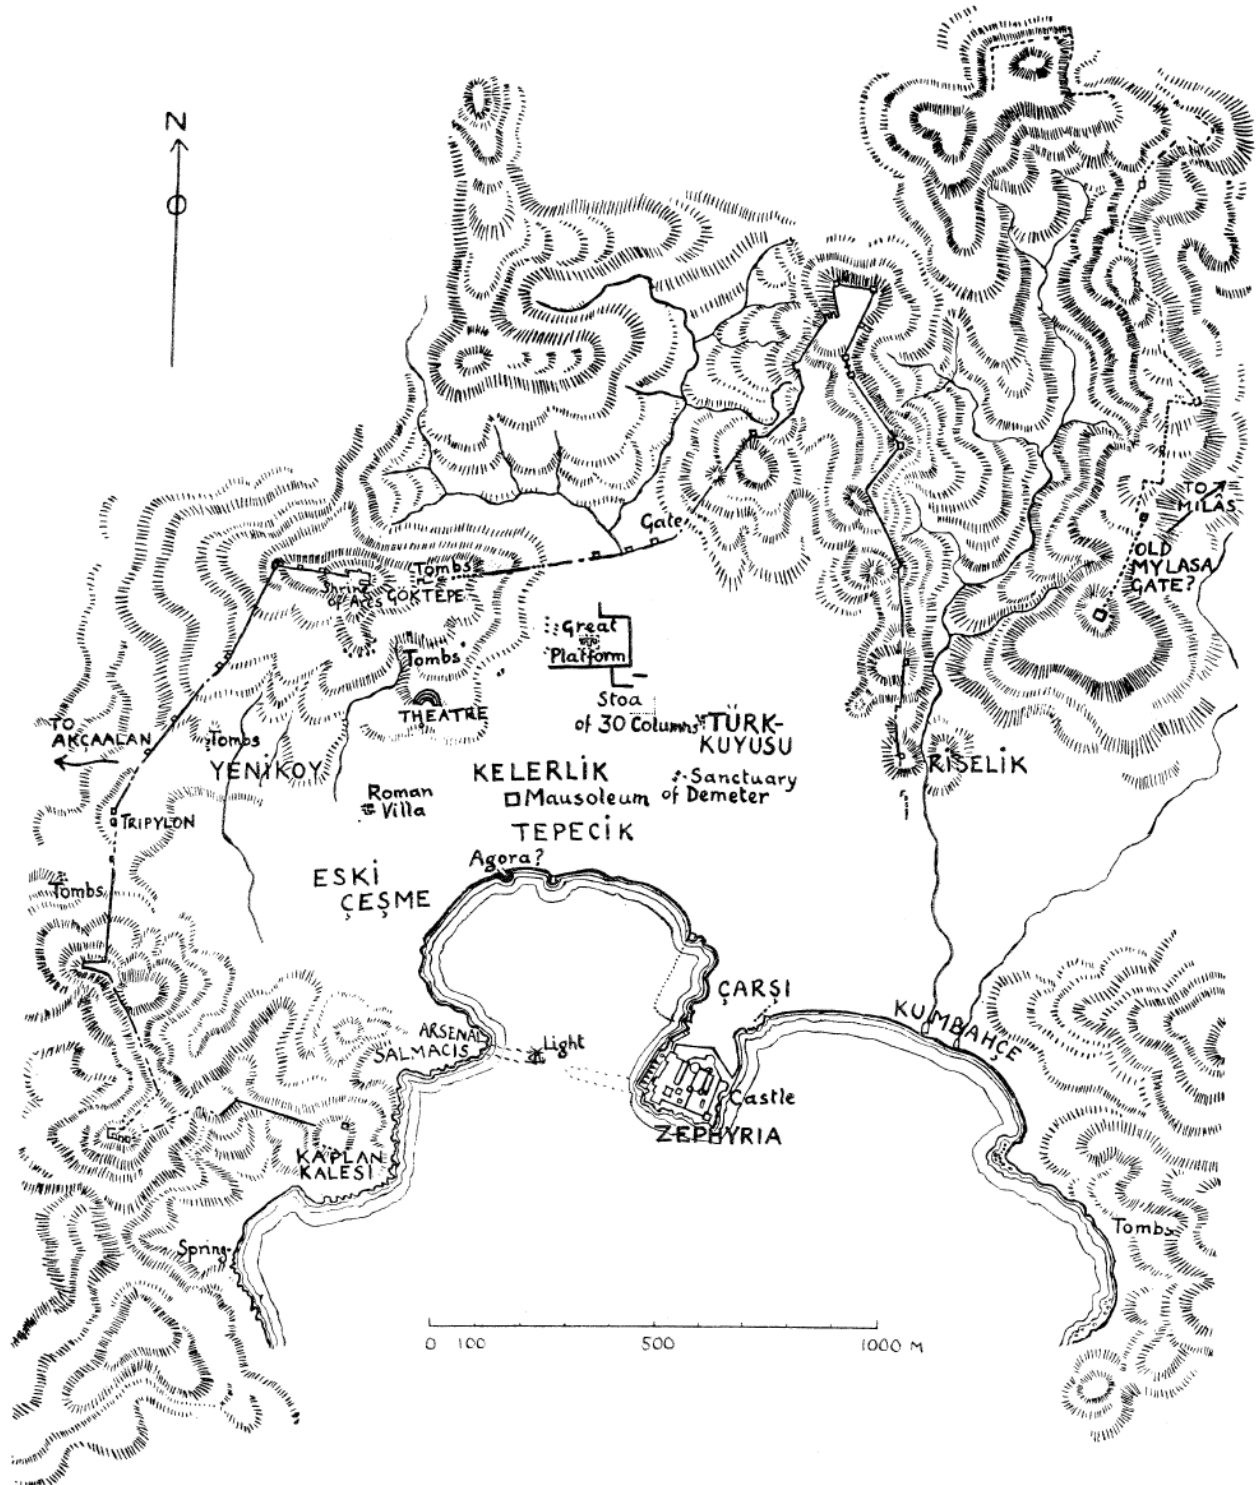 N
TO
MILÂS
Gate
OLD
MYLASA
GATE?
Tombs
Shrine
of Ares
GÖKTEPE
Great
Platform
Tombs
Stoa
of 30 Columns
THEATRE
TÜRK-
KUYUSU
TO
AKÇAALAN
Tombs
YENİKOY
KELERLİK
RİSELİK
Sanctuary
of Demeter
Mausoleum
Roman
Villa
TRIPYLON
TEPECİK
Agora?
ESKİ
ÇEŞME
Tombs
ÇARŞI
KUMBAHÇE
ARSENAL
SALMACIS
Light
Castle
ZEPHYRIA
KAPLAN
KALESI
Tombs
Spring
0 100 500 1000 M